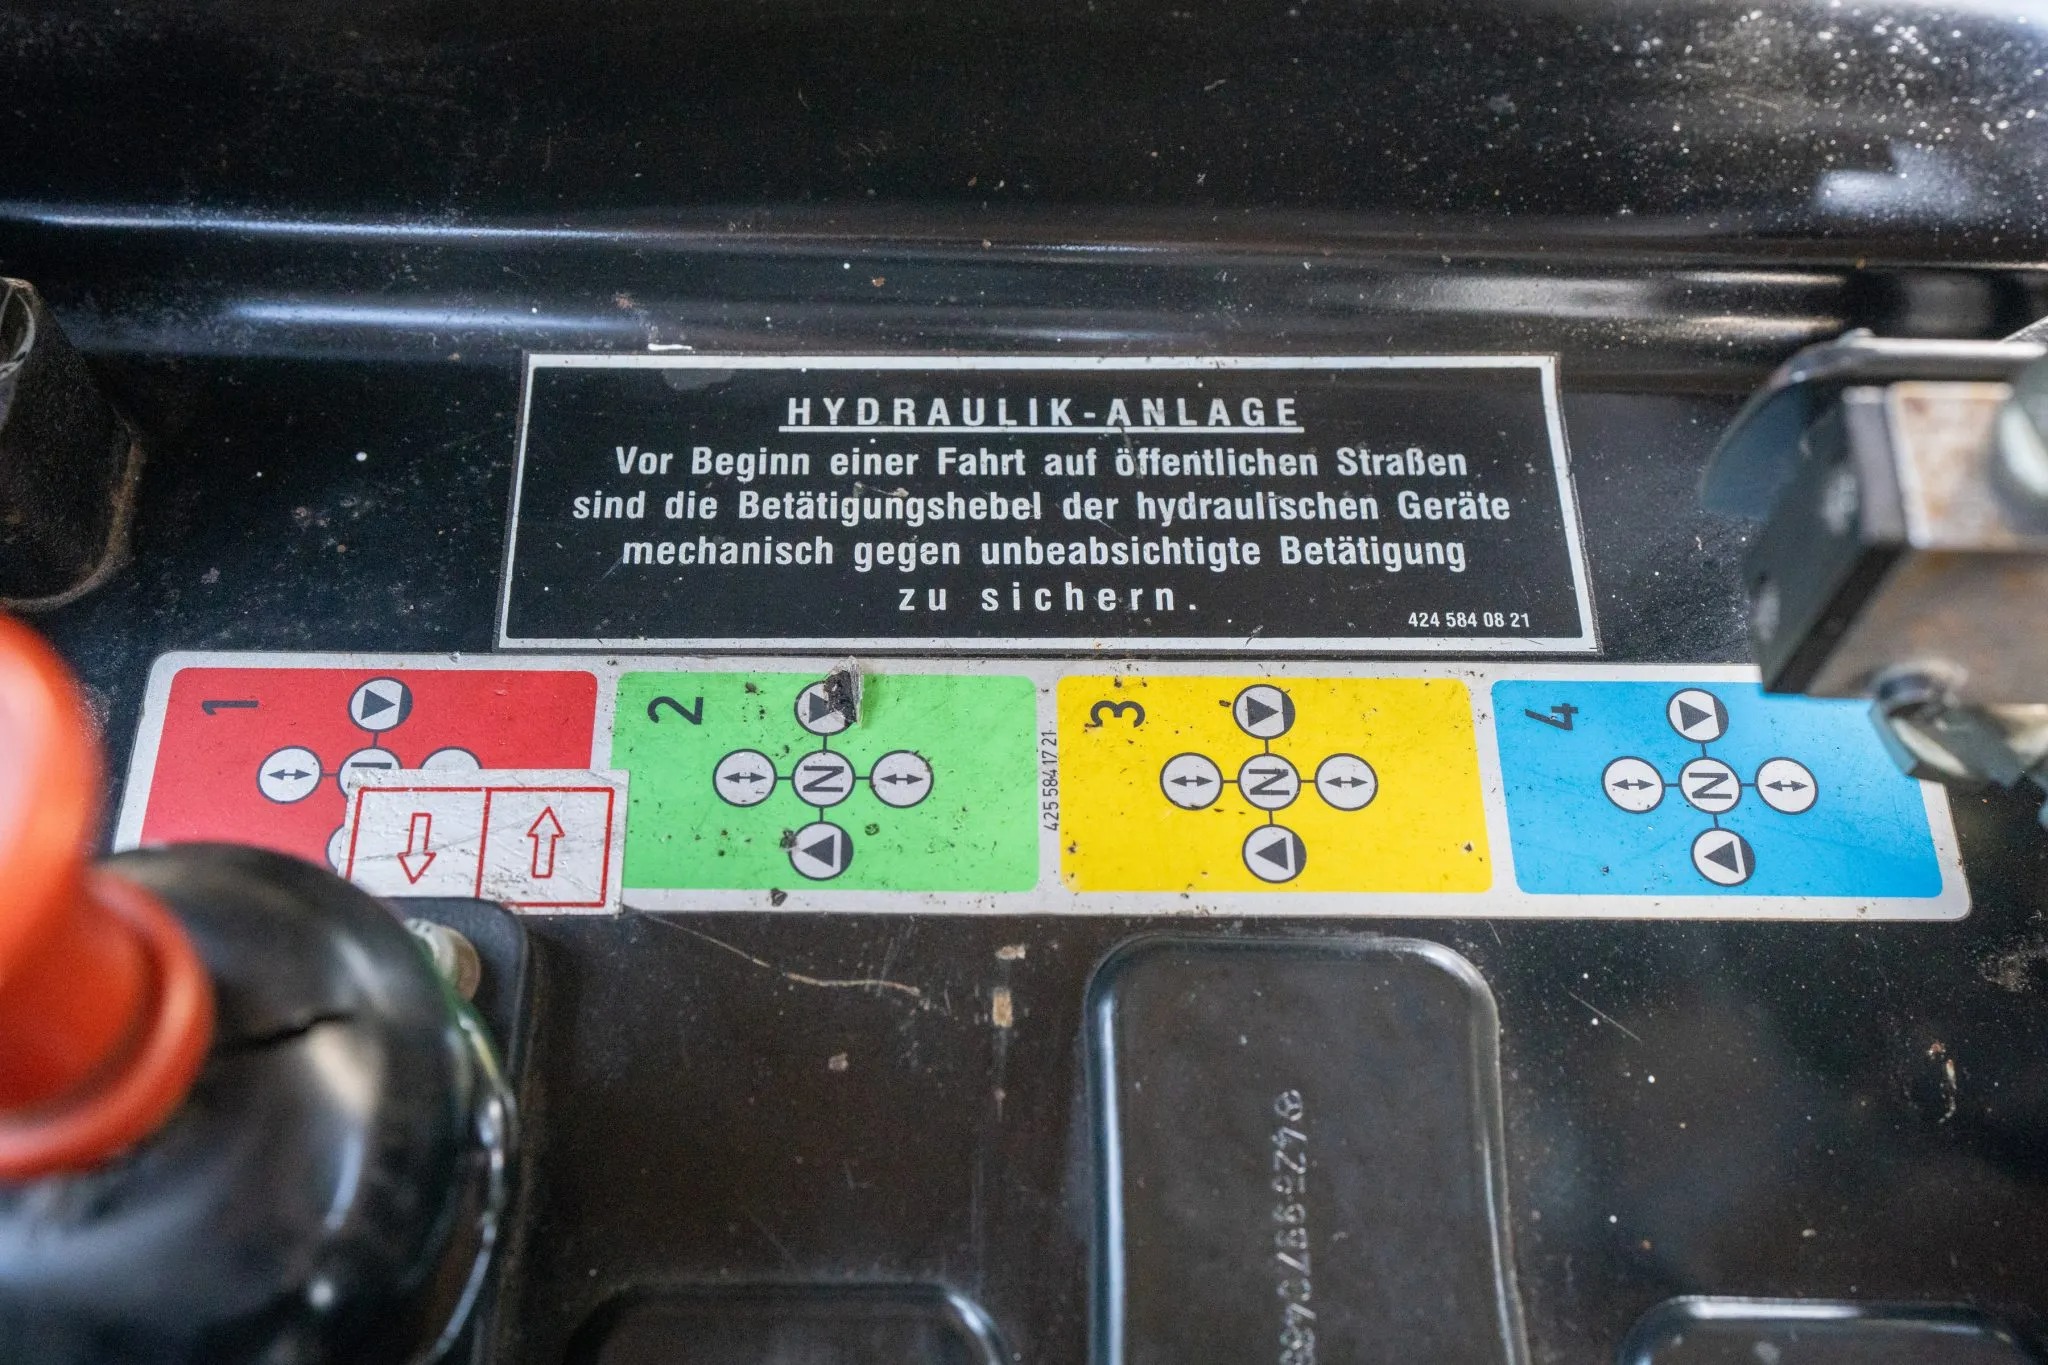 HYDRAULIK-ANLAGE
Vor Beginn einer Fahrt auf öffentlichen Straßen
sind die Betätigungshebel der hydraulischen Geräte
mechanisch gegen unbeabsichtigte Betätigung
zu sichern.
424 584 08 21
1
2
3
4
N
N
N
425 584 17 21